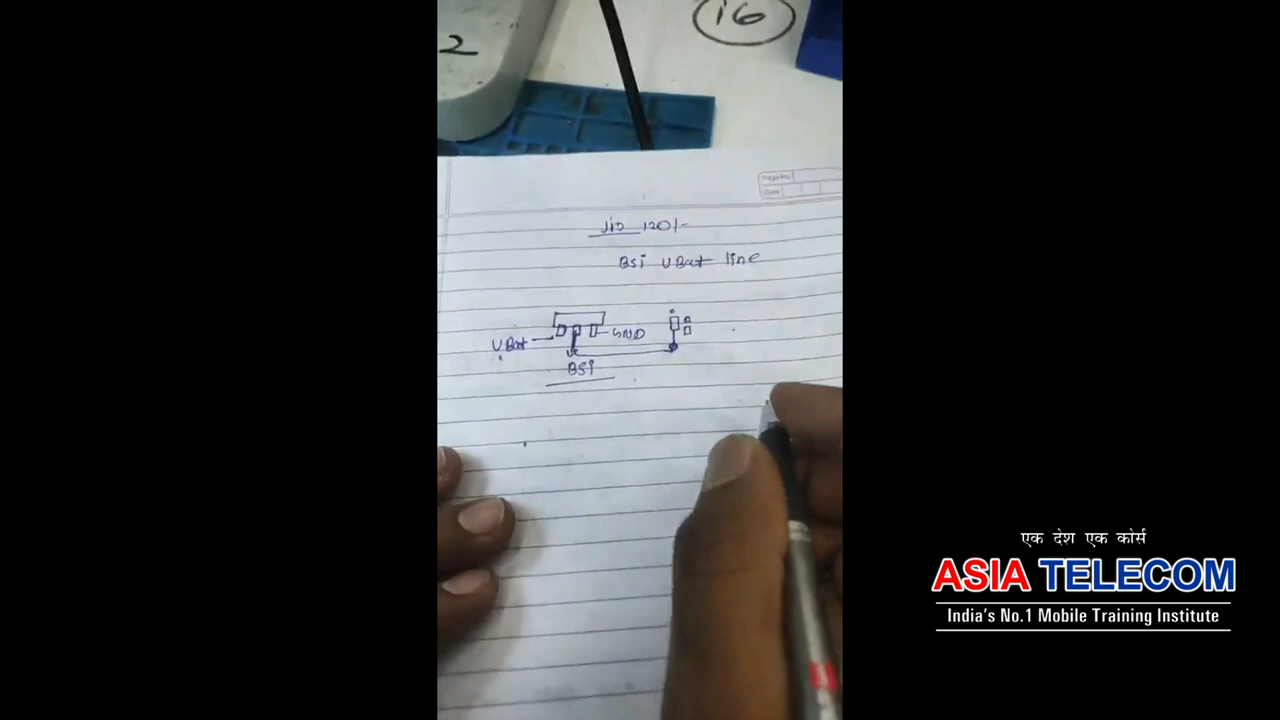 2
16
Page No.
Date
Jio 120/-
BSi VBat line
VBat
GND
BSi
एक देश एक कोर्स
ASIA TELECOM
India's No.1 Mobile Training Institute